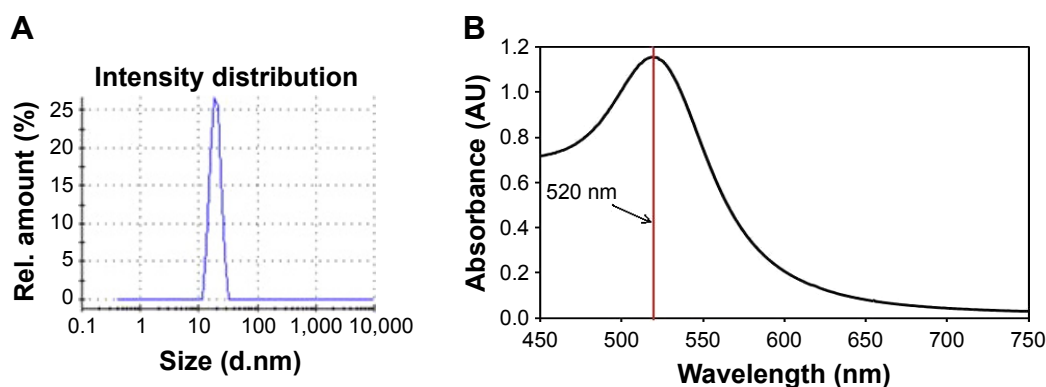 A
Intensity distribution
Rel. amount (%)
25
20
15
10
5
0
0.1 1 10 100 1,000 10,000
Size (d.nm)
B
Absorbance (AU)
1.2
1.0
0.8
0.6
0.4
0.2
0.0
520 nm
450 500 550 600 650 700 750
Wavelength (nm)